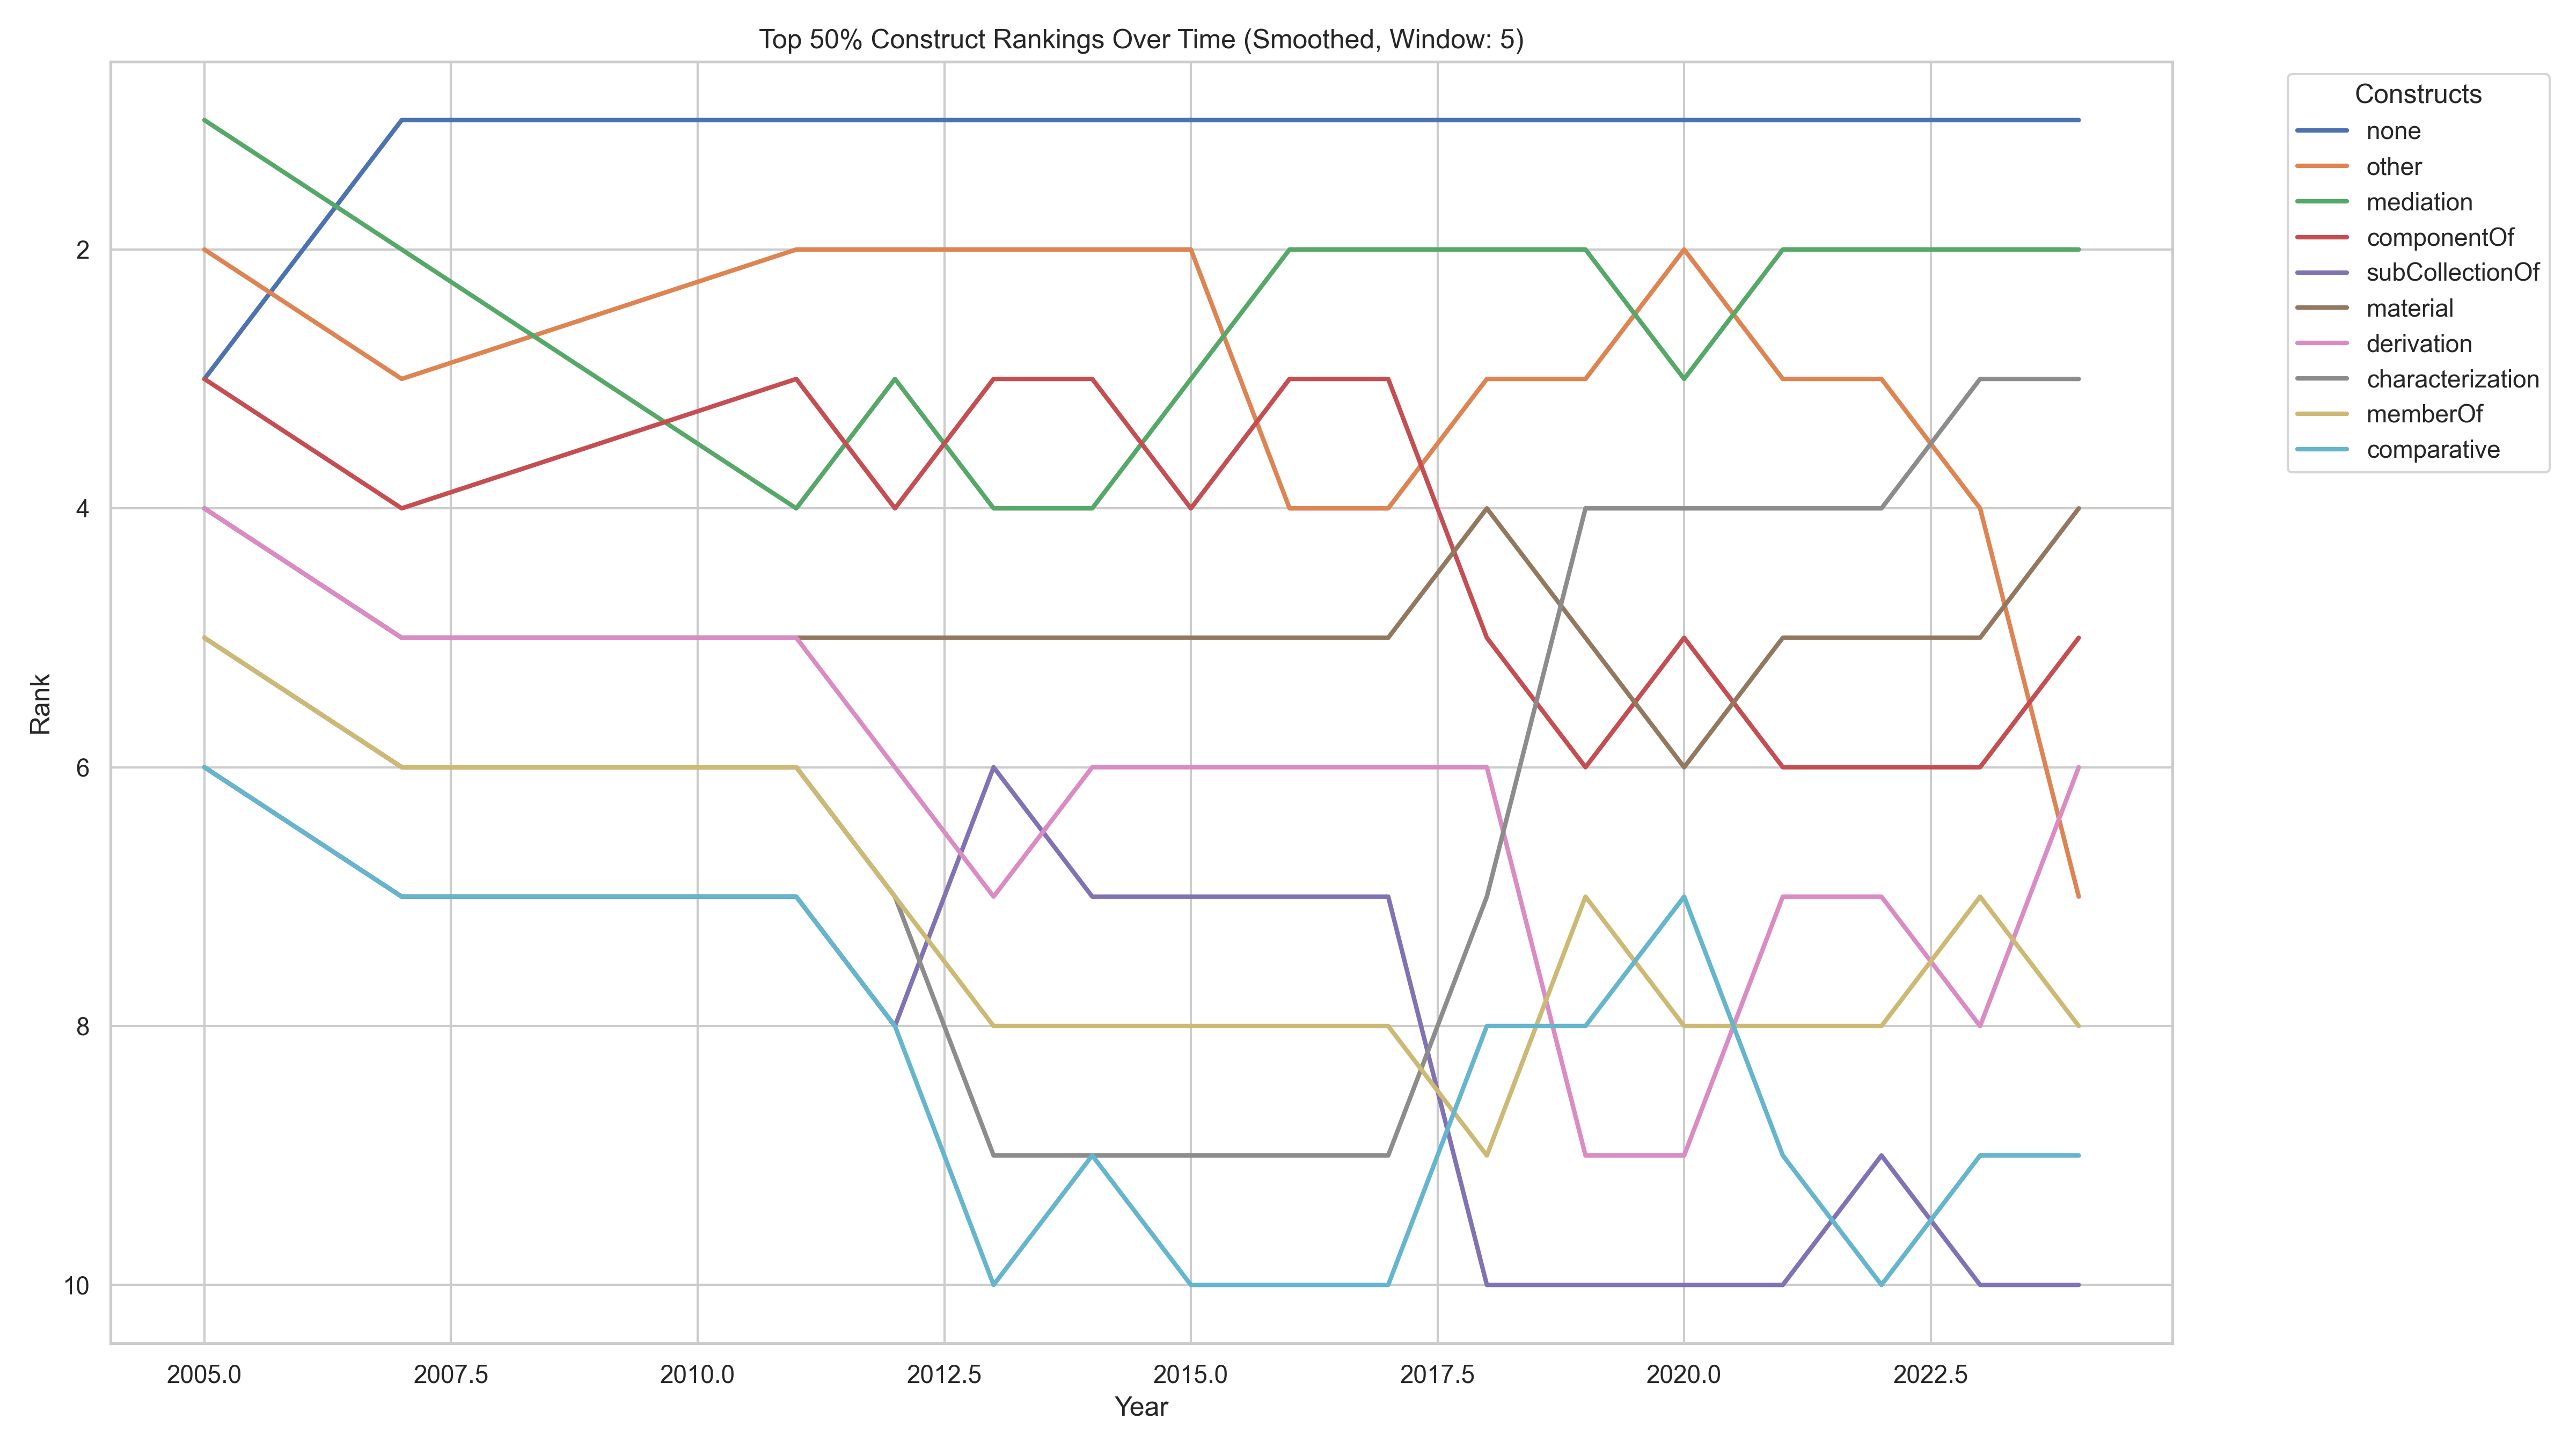 Top 50% Construct Rankings Over Time (Smoothed, Window: 5)
Constructs
none
other
mediation
componentOf
subCollectionOf
material
derivation
characterization
memberOf
comparative
Rank
2
4
6
8
10
2005.0 2007.5 2010.0 2012.5 2015.0 2017.5 2020.0 2022.5
Year